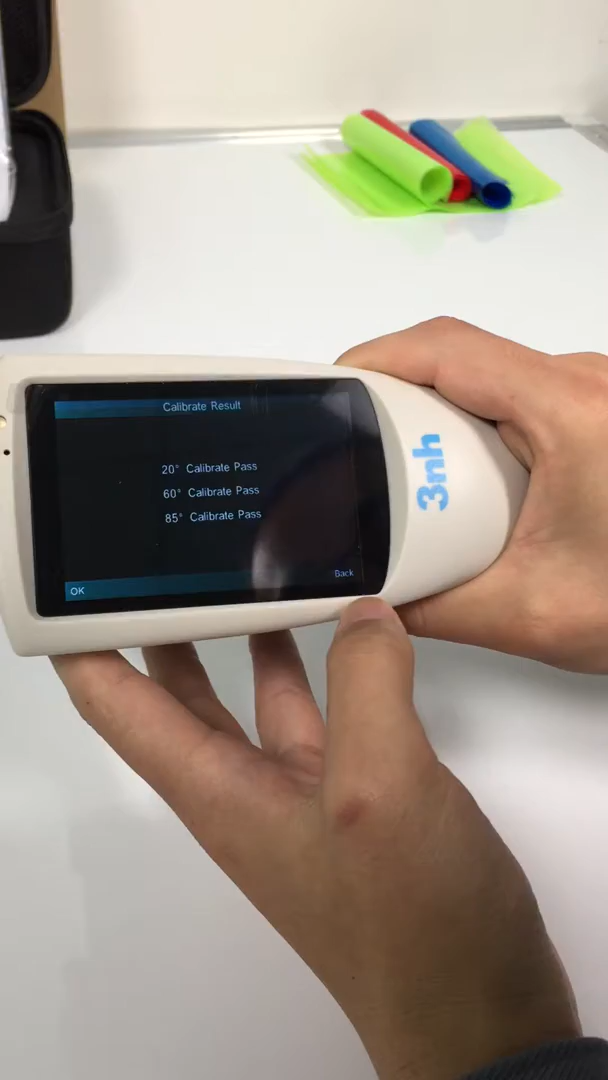 Calibrate Result
20° Calibrate Pass
60° Calibrate Pass
85° Calibrate Pass
Back
OK
3nh